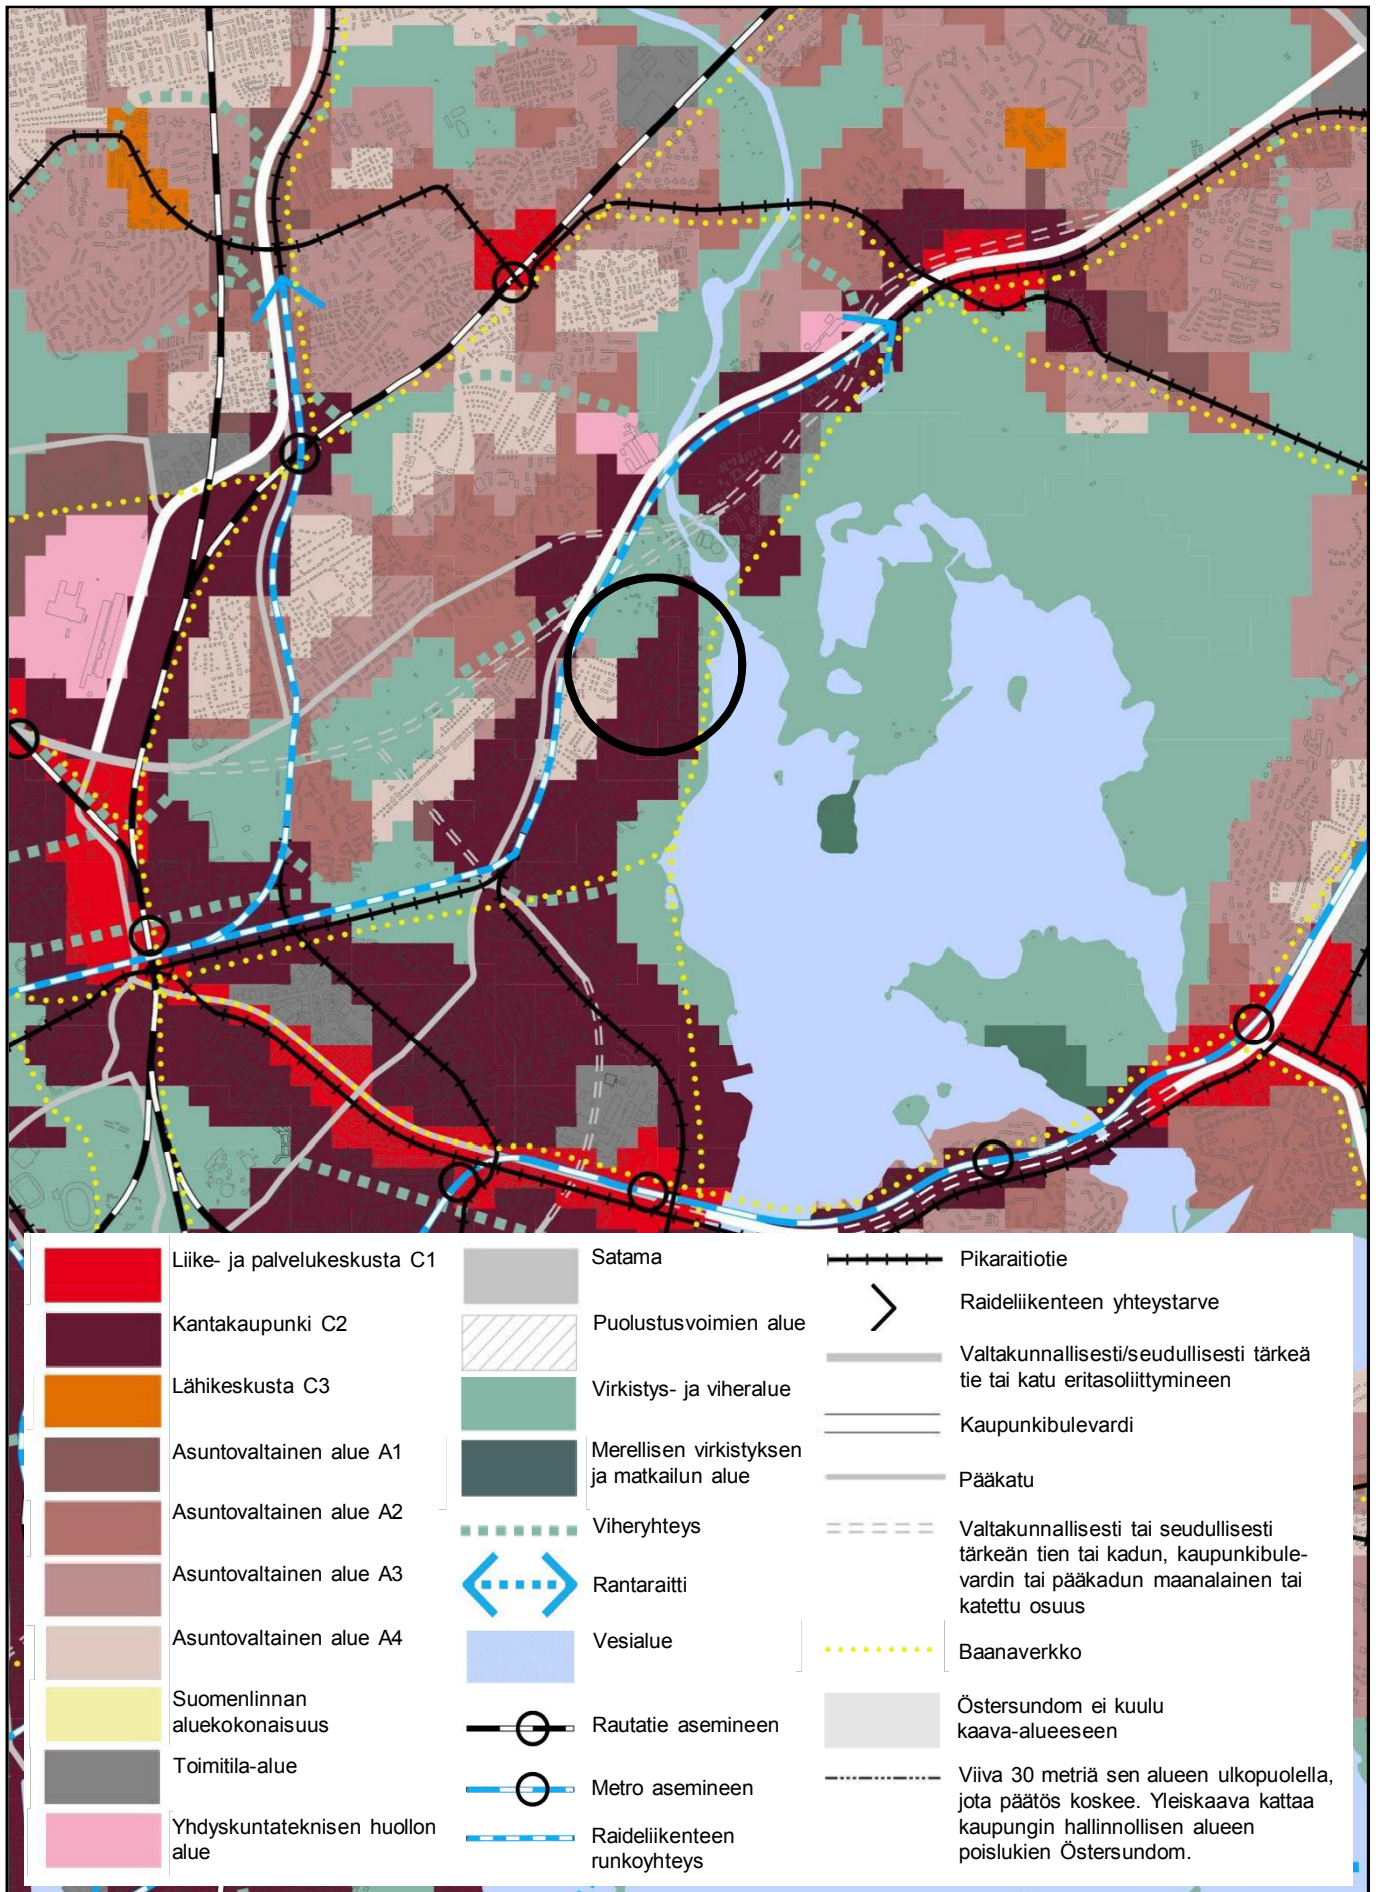 Liike- ja palvelukeskusta C1
Kantakaupunki C2
Lähikeskusta C3
Asuntovaltainen alue A1
Asuntovaltainen alue A2
Asuntovaltainen alue A3
Asuntovaltainen alue A4
Suomenlinnan
aluekokonaisuus
Toimitila-alue
Yhdyskuntateknisen huollon
alue
Satama
Puolustusvoimien alue
Virkistys- ja viheralue
Merellisen virkistyksen
ja matkailun alue
Viheryhteys
Rantaraitti
Vesialue
Rautatie asemineen
Metro asemineen
Raideliikenteen
runkoyhteys
Pikaraitiotie
Raideliikenteen yhteystarve
Valtakunnallisesti/seudullisesti tärkeä
tie tai katu eritasoliittymineen
Kaupunkibulevardi
Pääkatu
Valtakunnallisesti tai seudullisesti
tärkeän tien tai kadun, kaupunkibule-
vardin tai pääkadun maanalainen tai
katettu osuus
Baanaverkko
Östersundom ei kuulu
kaava-alueeseen
Viiva 30 metriä sen alueen ulkopuolella,
jota päätös koskee. Yleiskaava kattaa
kaupungin hallinnollisen alueen
poislukien Östersundom.